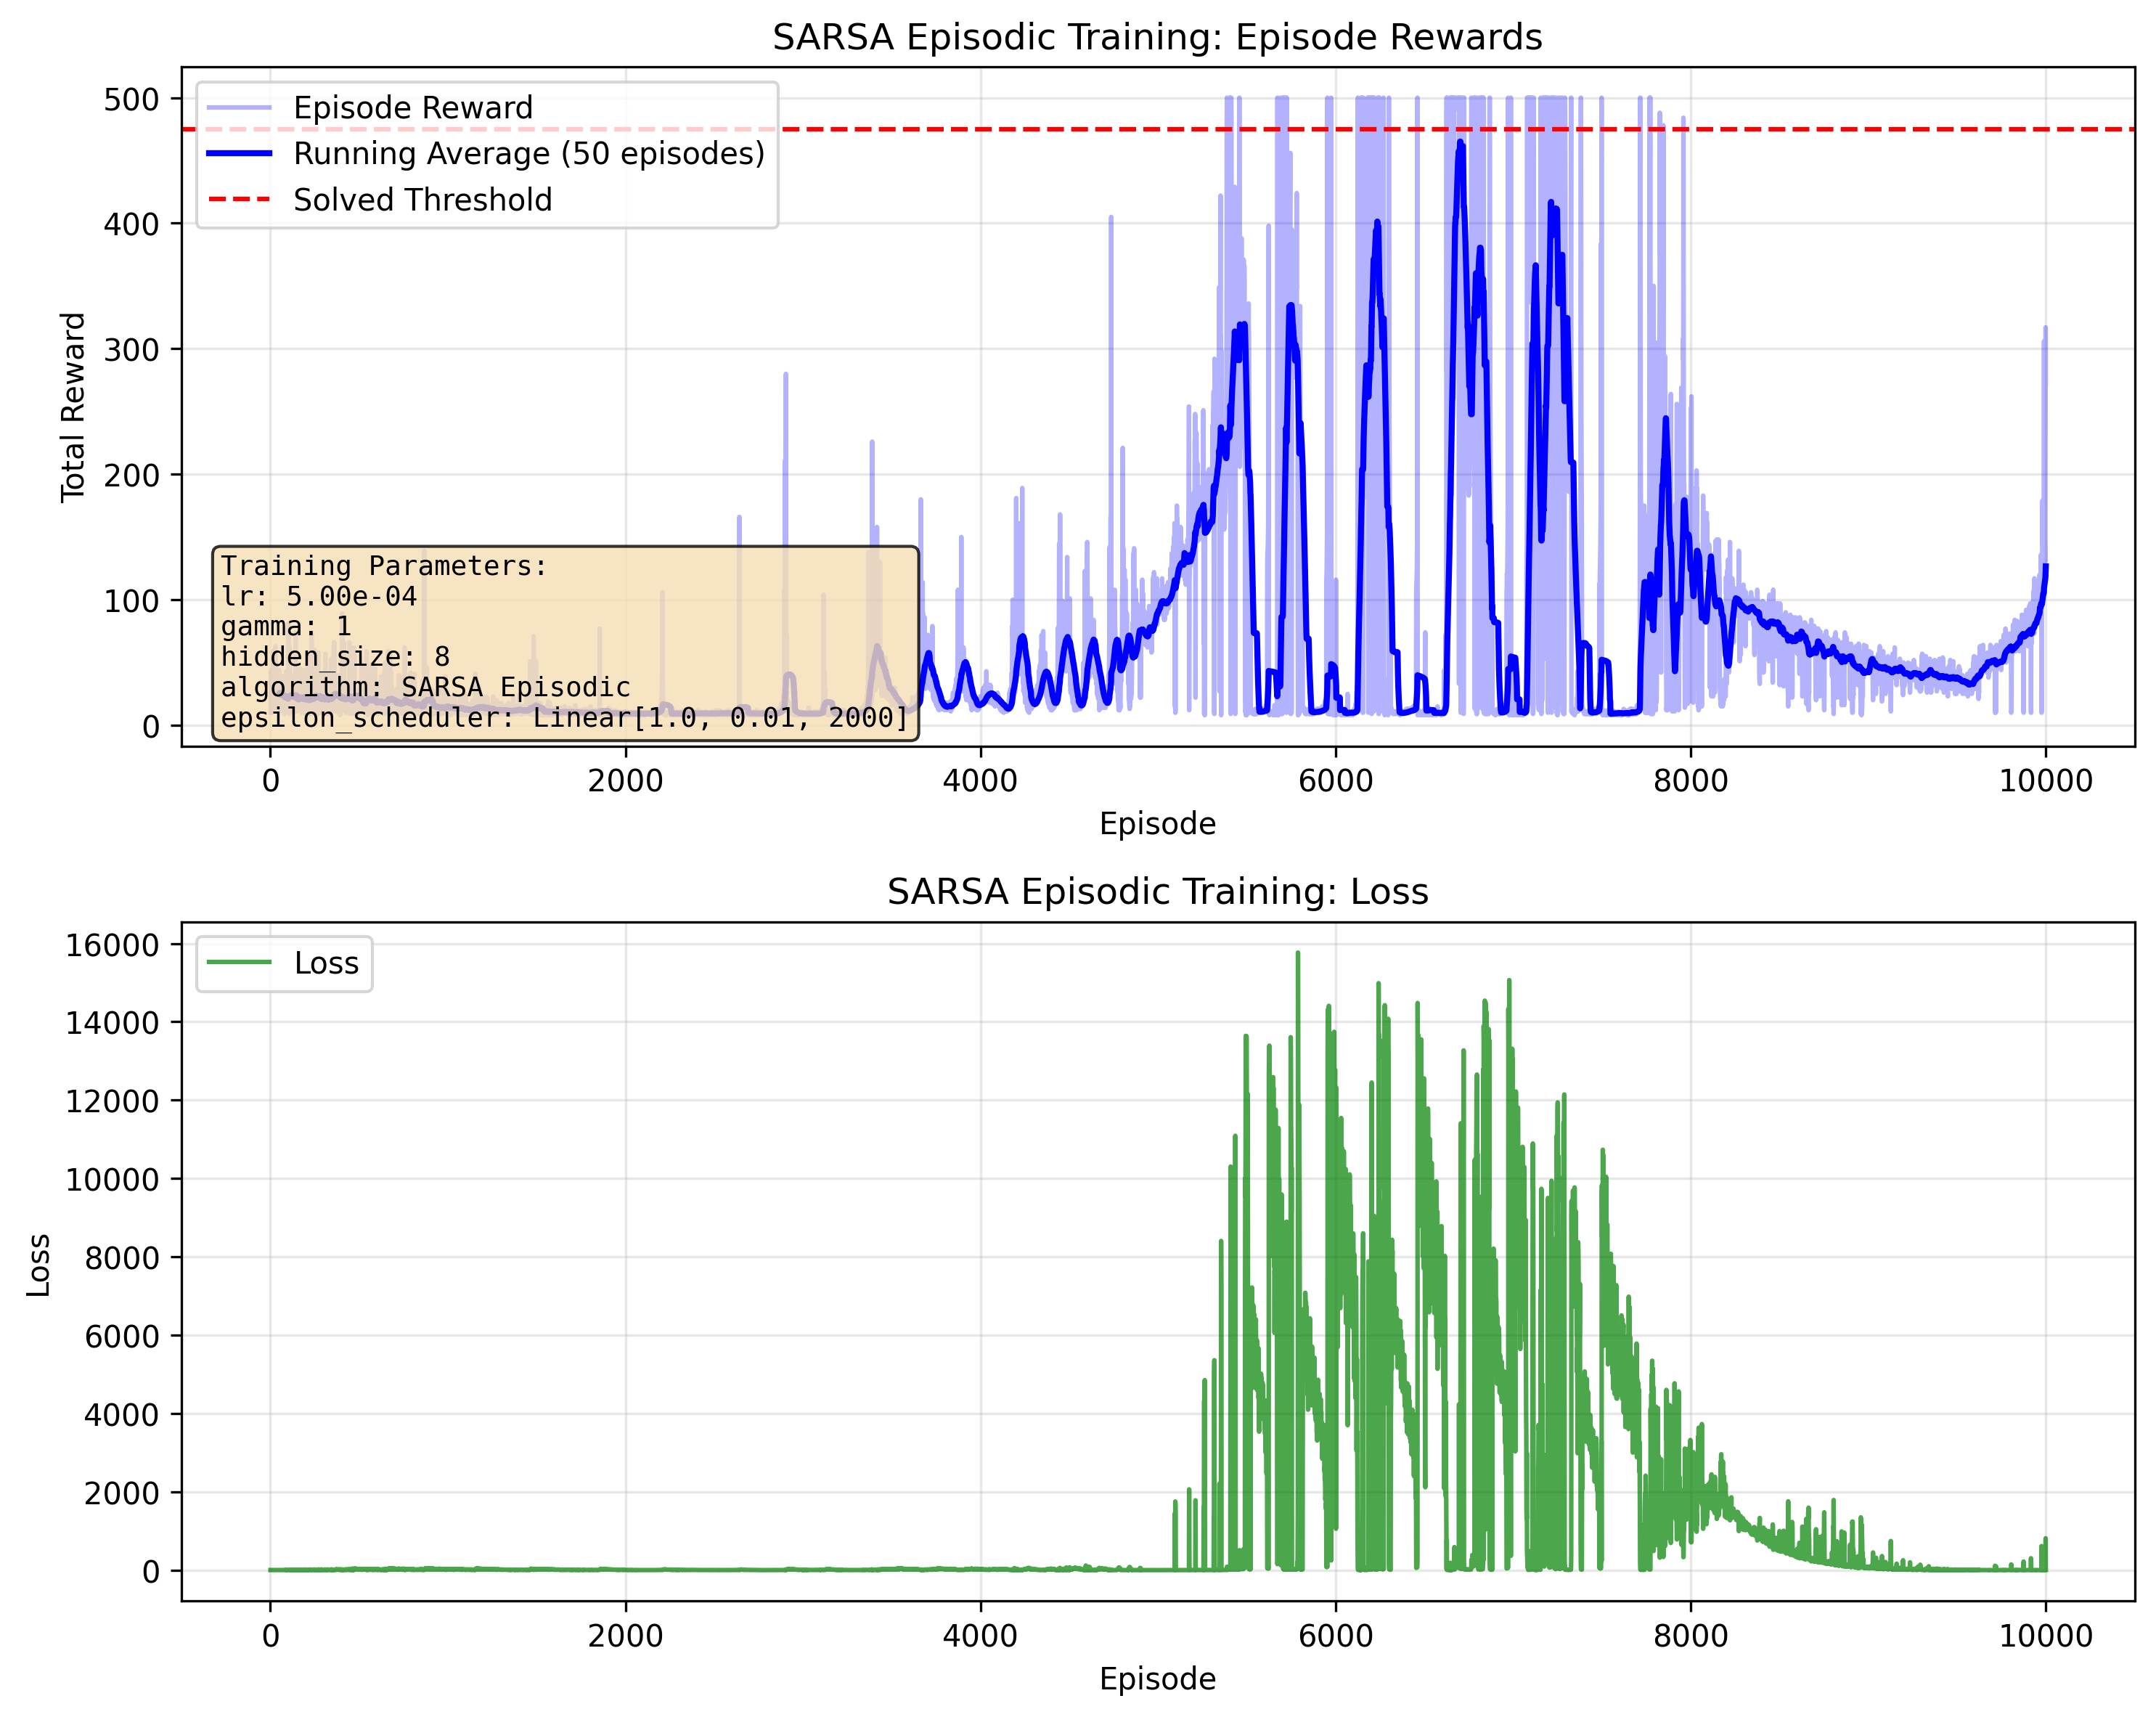 SARSA Episodic Training: Episode Rewards
500
400
300
200
100
0
Total Reward
Episode Reward
Running Average (50 episodes)
Solved Threshold
Training Parameters:
lr: 5.00e-04
gamma: 1
hidden_size: 8
algorithm: SARSA Episodic
epsilon_scheduler: Linear[1.0, 0.01, 2000]
0 2000 4000 6000 8000 10000
Episode
SARSA Episodic Training: Loss
16000
14000
12000
10000
8000
6000
4000
2000
0
Loss
Loss
0 2000 4000 6000 8000 10000
Episode